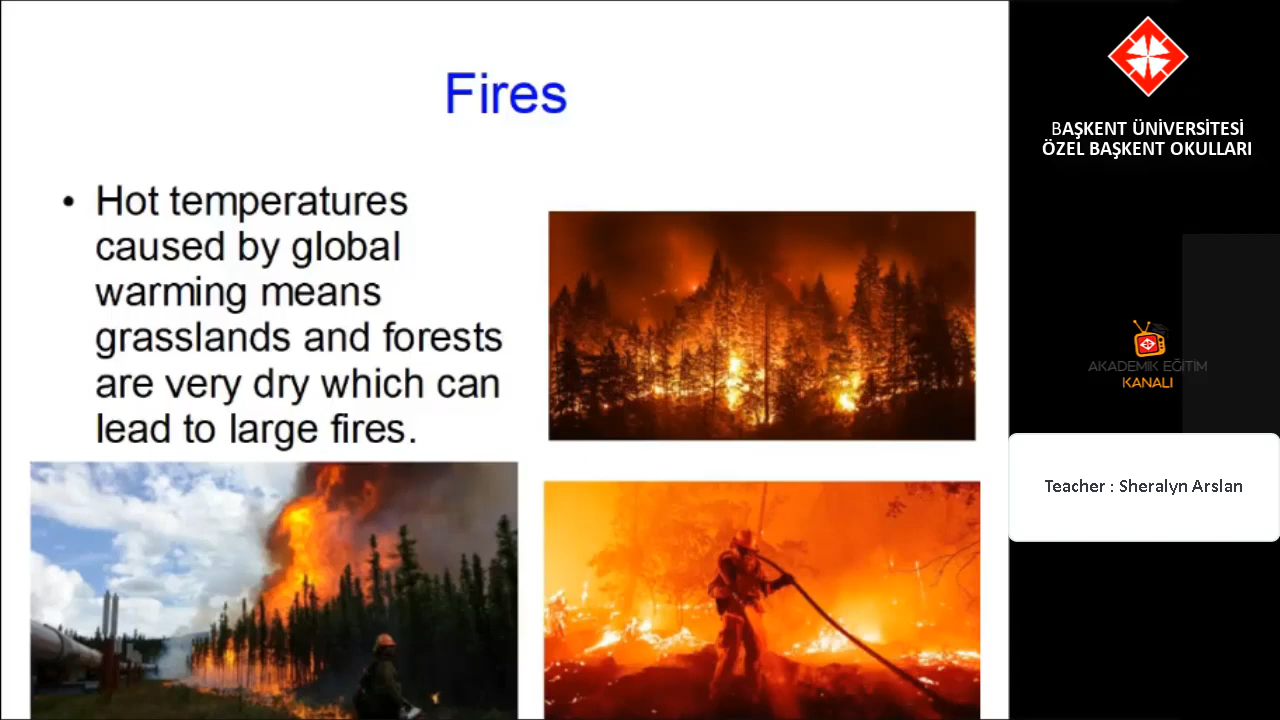 Fires
• Hot temperatures
caused by global
warming means
grasslands and forests
are very dry which can
lead to large fires.
BAŞKENT ÜNİVERSİTESİ
ÖZEL BAŞKENT OKULLARI
AKADEMİK EĞİTİM
KANALI
Teacher : Sheralyn Arslan